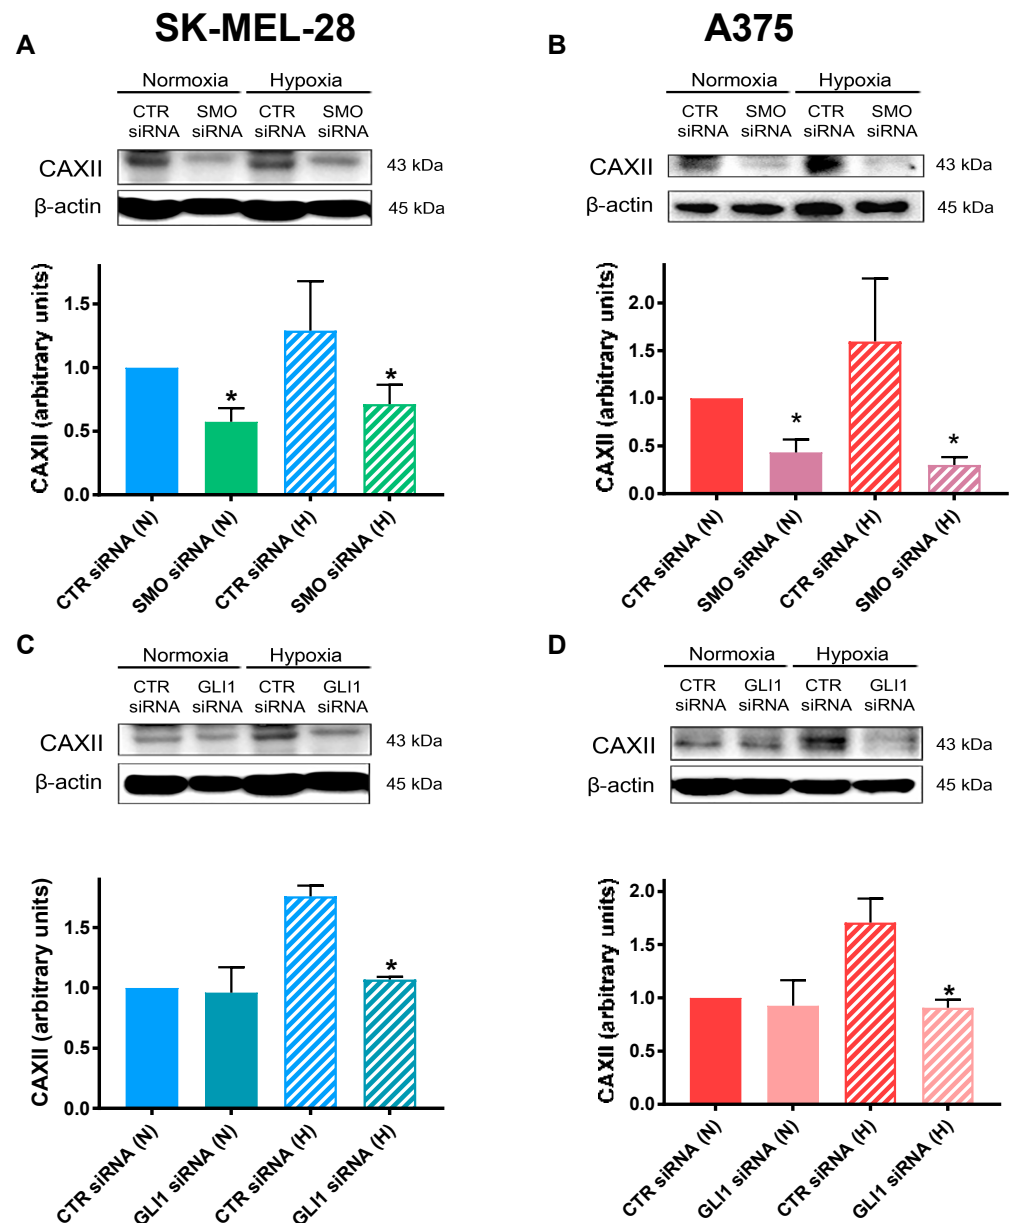 SK-MEL-28
A375
A
Normoxia Hypoxia
CTR siRNA SMO siRNA CTR siRNA SMO siRNA
CAXII 43 kDa
β-actin 45 kDa
CAXII (arbitrary units)
1.5
1.0
0.5
0.0
* *
CTR siRNA (N) SMO siRNA (N) CTR siRNA (H) SMO siRNA (H)
B
Normoxia Hypoxia
CTR siRNA SMO siRNA CTR siRNA SMO siRNA
CAXII 43 kDa
β-actin 45 kDa
CAXII (arbitrary units)
2.0
1.5
1.0
0.5
0.0
* *
CTR siRNA (N) SMO siRNA (N) CTR siRNA (H) SMO siRNA (H)
C
Normoxia Hypoxia
CTR siRNA GLI1 siRNA CTR siRNA GLI1 siRNA
CAXII 43 kDa
β-actin 45 kDa
CAXII (arbitrary units)
1.5
1.0
0.5
0.0
*
CTR siRNA (N) GLI1 siRNA (N) CTR siRNA (H) GLI1 siRNA (H)
D
Normoxia Hypoxia
CTR siRNA GLI1 siRNA CTR siRNA GLI1 siRNA
CAXII 43 kDa
β-actin 45 kDa
CAXII (arbitrary units)
2.0
1.5
1.0
0.5
0.0
*
CTR siRNA (N) GLI1 siRNA (N) CTR siRNA (H) GLI1 siRNA (H)